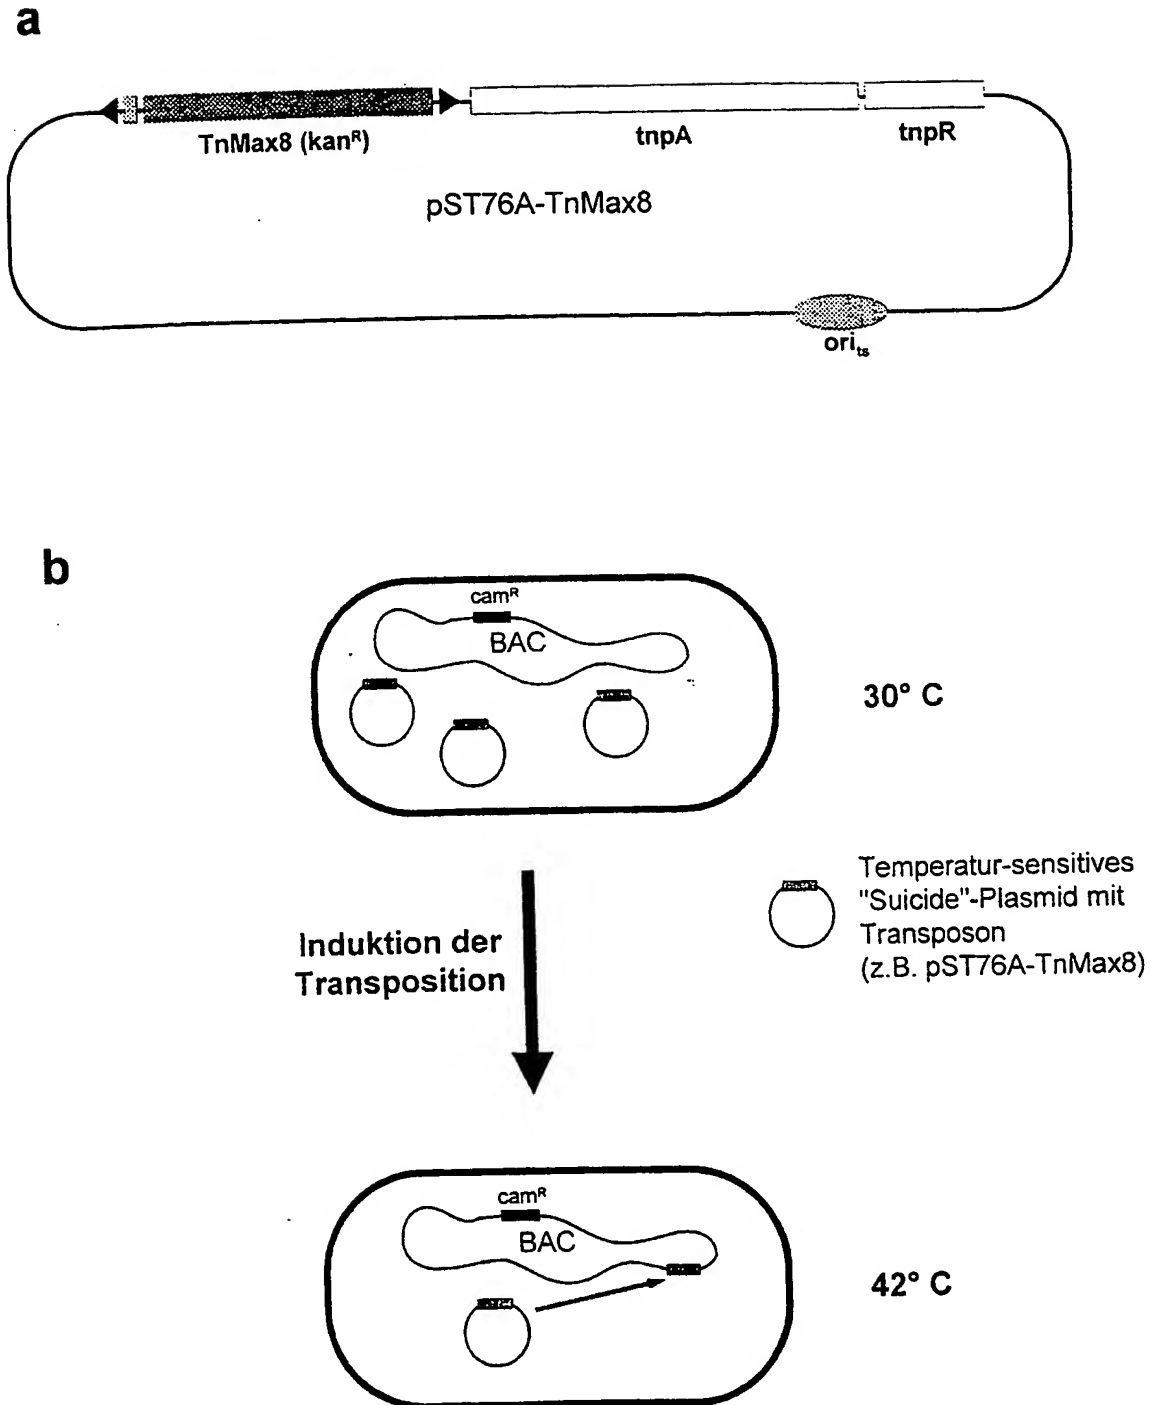 a
TnMax8 (kanᴿ)
tnpA
tnpR
pST76A-TnMax8
oriₜₛ
b
camᴿ
BAC
30° C
Temperatur-sensitives
"Suicide"-Plasmid mit
Transposon
(z.B. pST76A-TnMax8)
Induktion der
Transposition
camᴿ
BAC
42° C